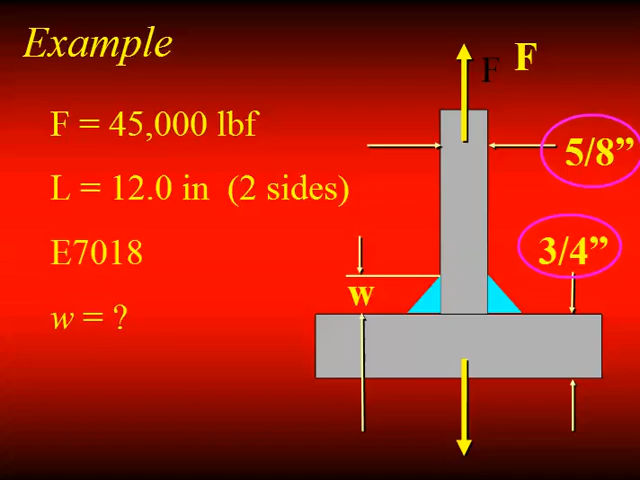 Example
F F
F = 45,000 lbf
5/8”
L = 12.0 in (2 sides)
E7018
3/4”
w
w = ?